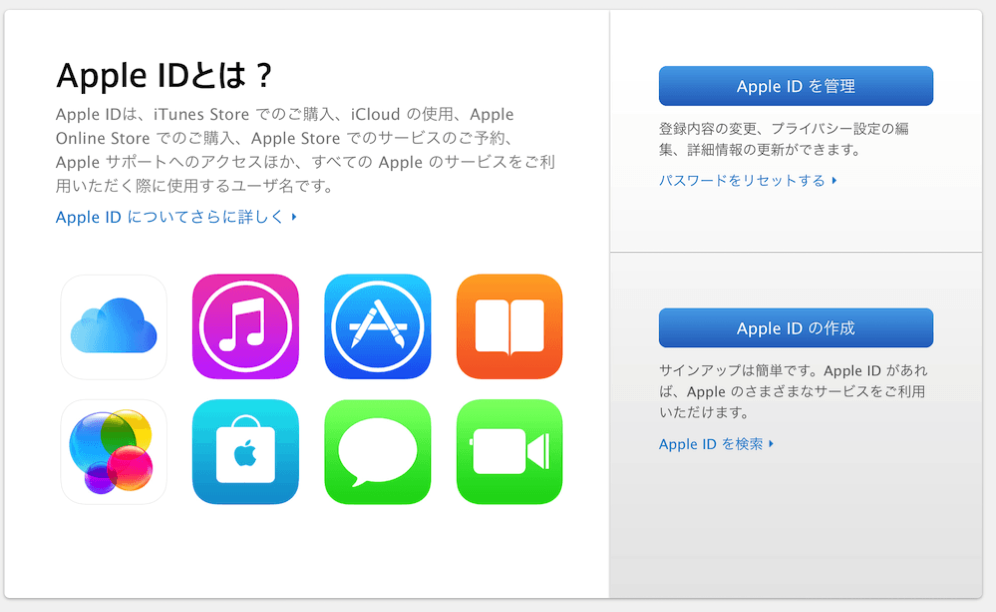 Apple IDとは？
Apple IDは、iTunes Store でのご購入、iCloud の使用、Apple
Online Store でのご購入、Apple Store でのサービスのご予約、
Apple サポートへのアクセスほか、すべての Apple のサービスをご利
用いただく際に使用するユーザ名です。
Apple ID についてさらに詳しく
Apple ID を管理
登録内容の変更、プライバシー設定の編
集、詳細情報の更新ができます。
パスワードをリセットする
Apple ID の作成
サインアップは簡単です。Apple ID があれ
ば、Apple のさまざまなサービスをご利用
いただけます。
Apple ID を検索